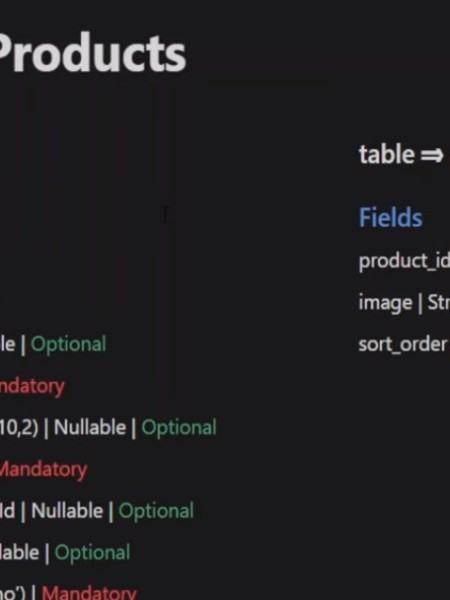 Products
le | Optional
ndatory
10,2) | Nullable | Optional
Mandatory
Id | Nullable | Optional
lable | Optional
no') | Mandatory
table ⇒
Fields
product_id
image | Str
sort_order